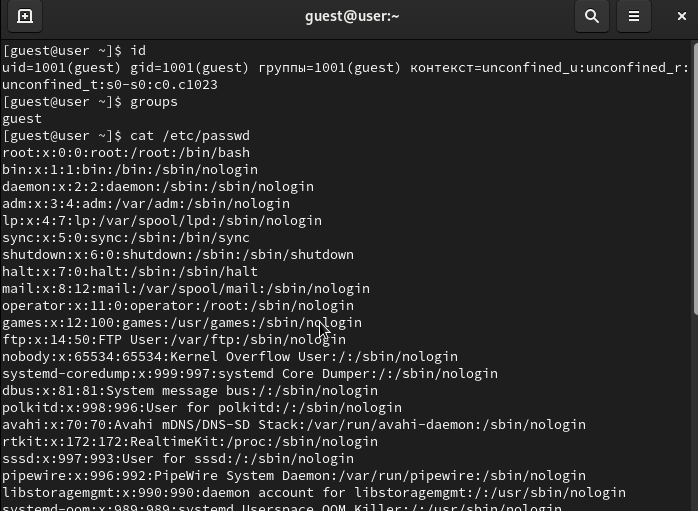 guest@user:~
[guest@user ~]$ id
uid=1001(guest) gid=1001(guest) группы=1001(guest) контекст=unconfined_u:unconfined_r:
unconfined_t:s0-s0:c0.c1023
[guest@user ~]$ groups
guest
[guest@user ~]$ cat /etc/passwd
root:x:0:0:root:/root:/bin/bash
bin:x:1:1:bin:/bin:/sbin/nologin
daemon:x:2:2:daemon:/sbin:/sbin/nologin
adm:x:3:4:adm:/var/adm:/sbin/nologin
lp:x:4:7:lp:/var/spool/lpd:/sbin/nologin
sync:x:5:0:sync:/sbin:/bin/sync
shutdown:x:6:0:shutdown:/sbin:/sbin/shutdown
halt:x:7:0:halt:/sbin:/sbin/halt
mail:x:8:12:mail:/var/spool/mail:/sbin/nologin
operator:x:11:0:operator:/root:/sbin/nologin
games:x:12:100:games:/usr/games:/sbin/nologin
ftp:x:14:50:FTP User:/var/ftp:/sbin/nologin
nobody:x:65534:65534:Kernel Overflow User:/:/sbin/nologin
systemd-coredump:x:999:997:systemd Core Dumper:/:/sbin/nologin
dbus:x:81:81:System message bus:/:/sbin/nologin
polkitd:x:998:996:User for polkitd:/:/sbin/nologin
avahi:x:70:70:Avahi mDNS/DNS-SD Stack:/var/run/avahi-daemon:/sbin/nologin
rtkit:x:172:172:RealtimeKit:/proc:/sbin/nologin
sssd:x:997:993:User for sssd:/:/sbin/nologin
pipewire:x:996:992:PipeWire System Daemon:/var/run/pipewire:/sbin/nologin
libstoragemgmt:x:990:990:daemon account for libstoragemgmt:/:/usr/sbin/nologin
systemd-oom:x:989:989:systemd Userspace OOM Killer:/:/usr/sbin/nologin